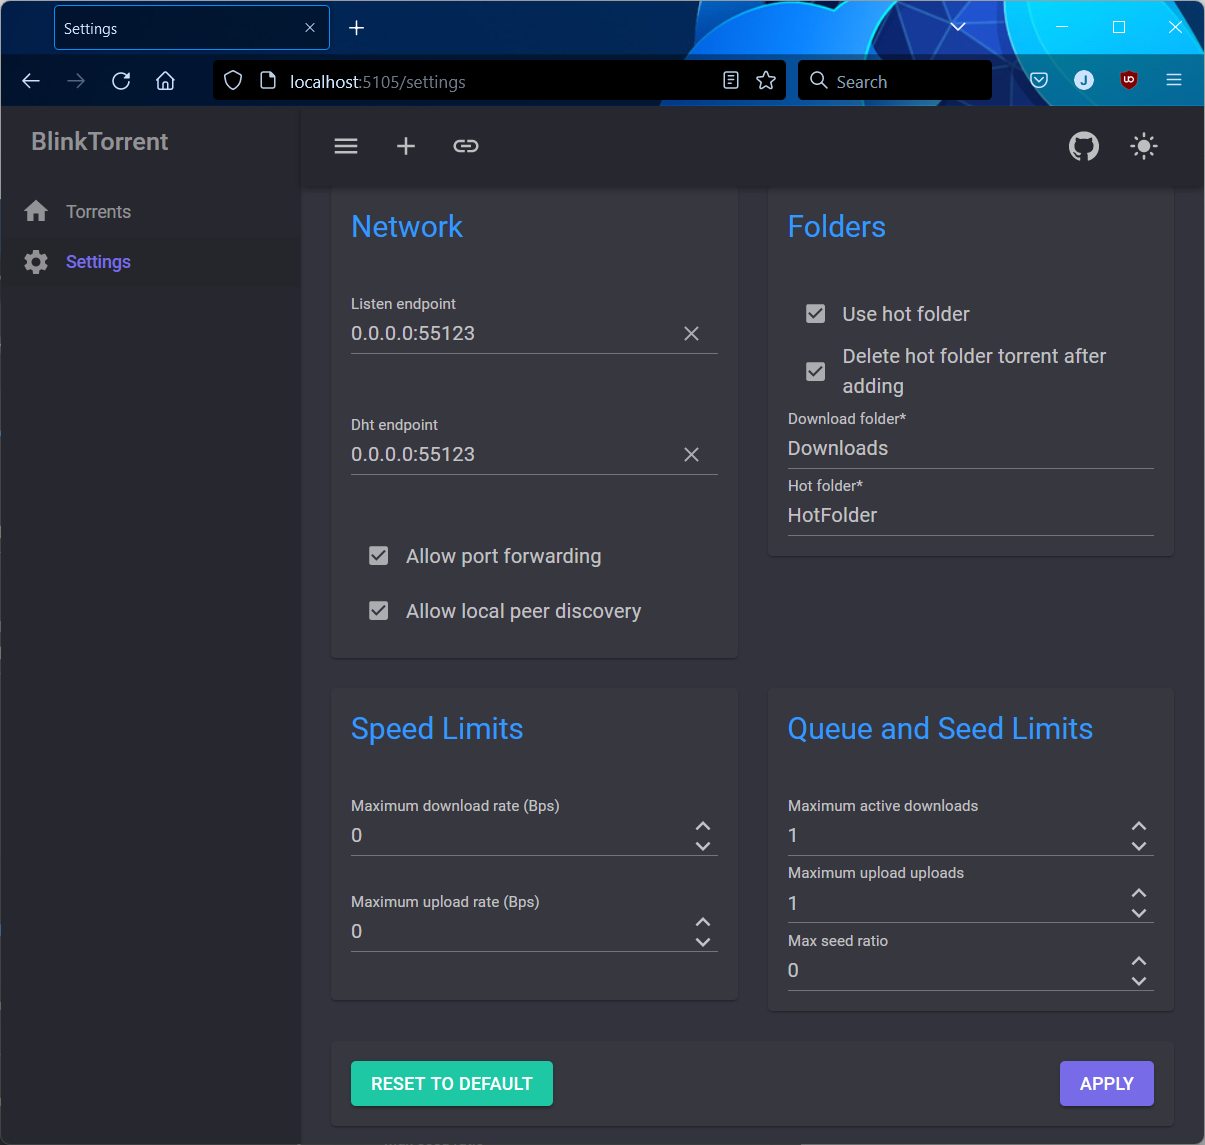 Settings
localhost:5105/settings
Search
J
BlinkTorrent
Torrents
Settings
Network
Listen endpoint
0.0.0.0:55123
Dht endpoint
0.0.0.0:55123
Allow port forwarding
Allow local peer discovery
Folders
Use hot folder
Delete hot folder torrent after
adding
Download folder*
Downloads
Hot folder*
HotFolder
Speed Limits
Maximum download rate (Bps)
0
Maximum upload rate (Bps)
0
Queue and Seed Limits
Maximum active downloads
1
Maximum upload uploads
1
Max seed ratio
0
RESET TO DEFAULT
APPLY